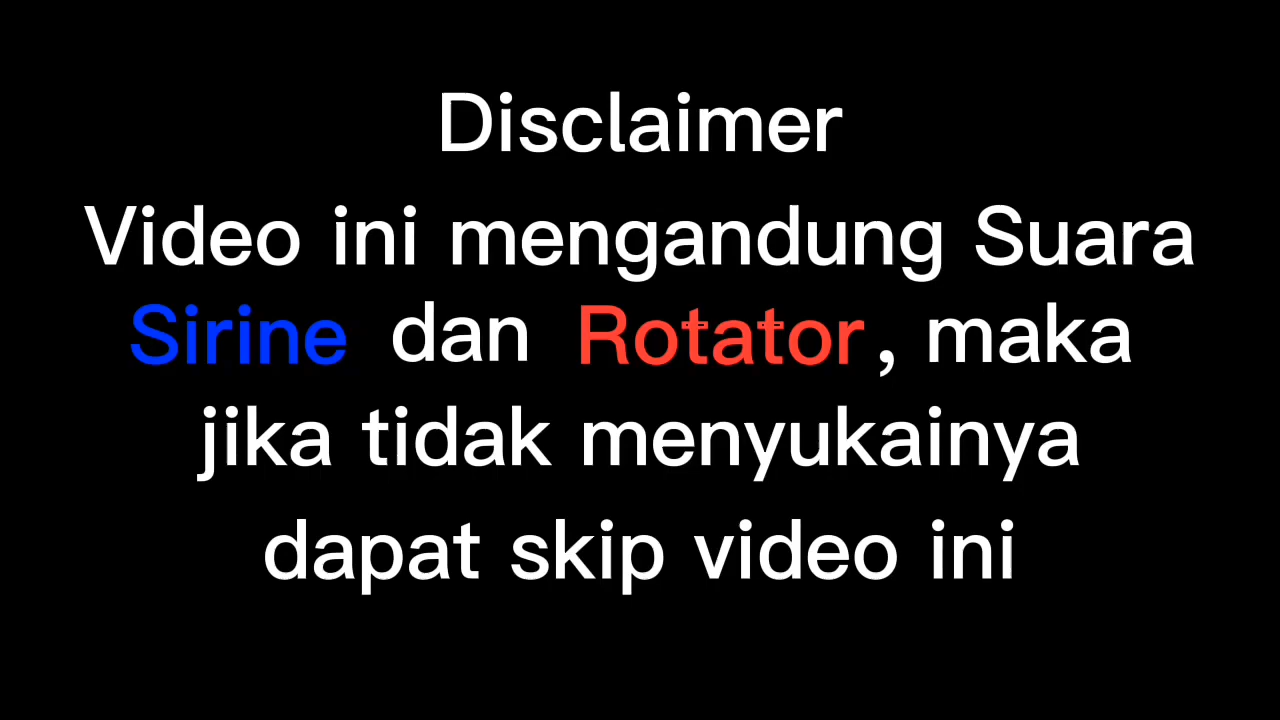 Disclaimer
Video ini mengandung Suara
Sirine dan Rotator, maka
jika tidak menyukainya
dapat skip video ini